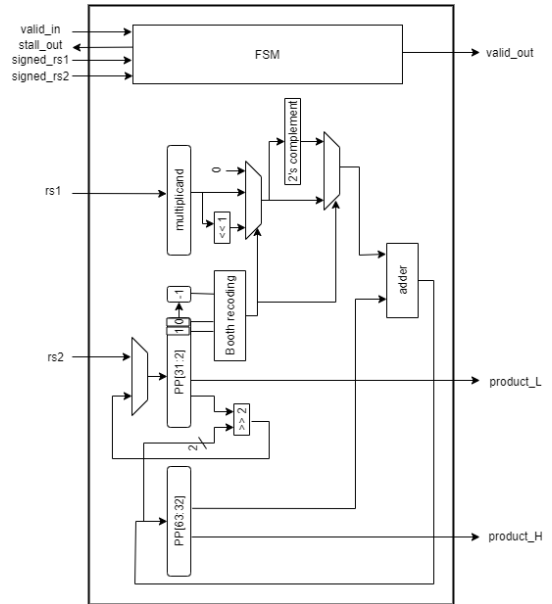 valid_in
stall_out
signed_rs1
signed_rs2
FSM
valid_out
rs1
multiplicand
0
<< 1
2's complement
adder
-1
0
1
Booth recoding
rs2
PP[31:2]
product_L
>> 2
2
PP[63:32]
product_H